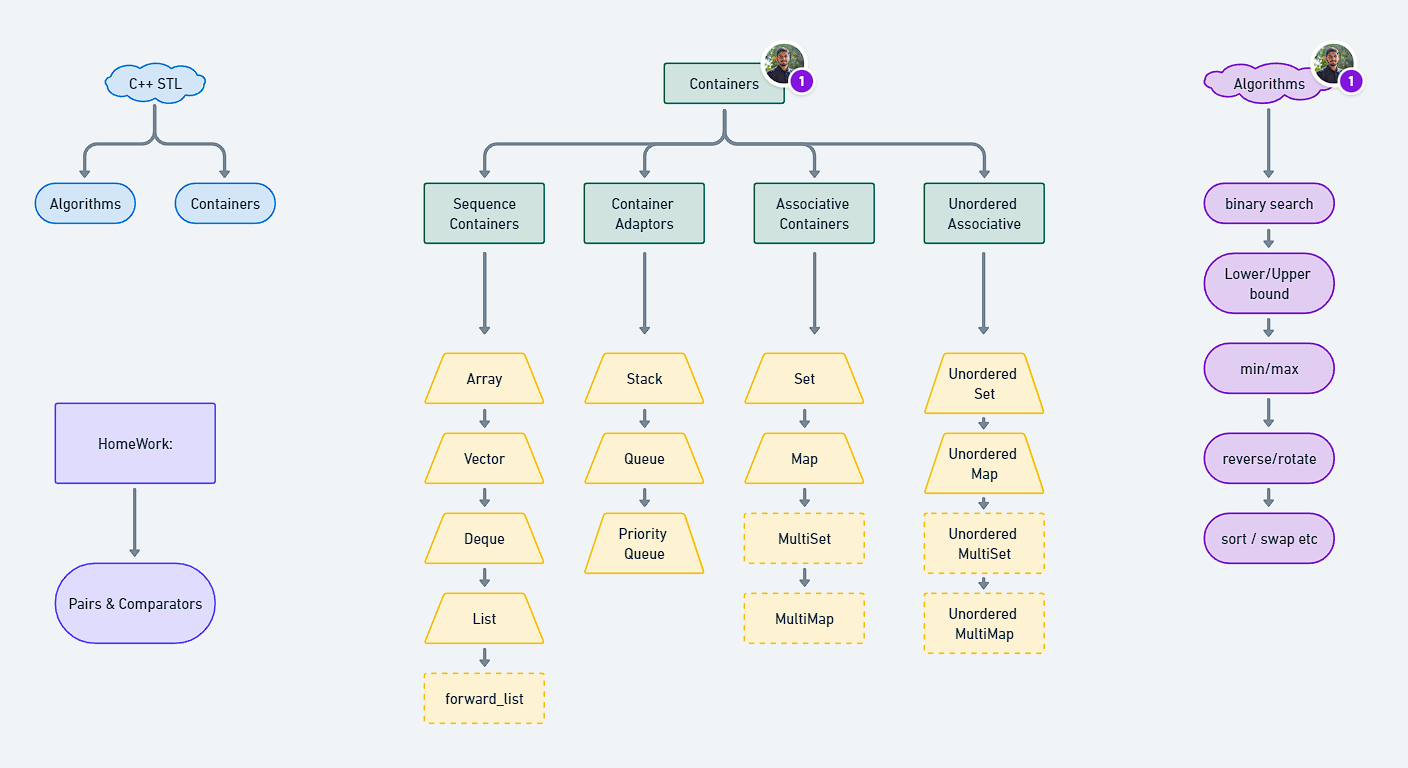 C++ STL
Algorithms
Containers
HomeWork:
Pairs & Comparators
Containers
1
Sequence
Containers
Container
Adaptors
Associative
Containers
Unordered
Associative
Array
Vector
Deque
List
forward_list
Stack
Queue
Priority
Queue
Set
Map
MultiSet
MultiMap
Unordered
Set
Unordered
Map
Unordered
MultiSet
Unordered
MultiMap
Algorithms
1
binary search
Lower/Upper
bound
min/max
reverse/rotate
sort / swap etc